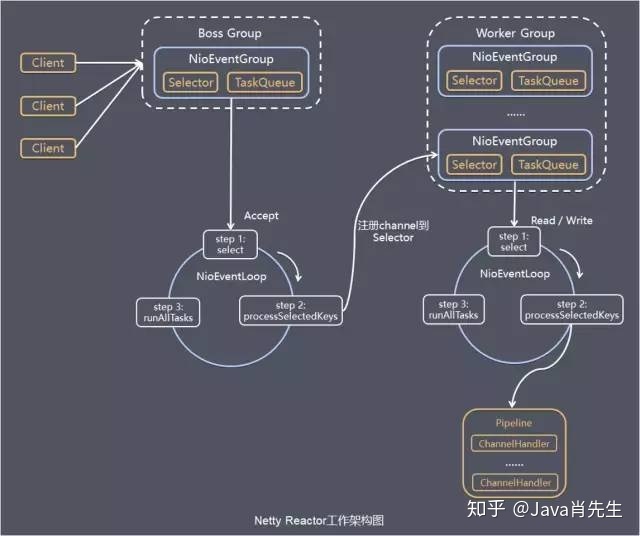 Boss Group
NioEventGroup
Selector
TaskQueue
Client
Client
Client
Worker Group
NioEventGroup
Selector
TaskQueue
......
NioEventGroup
Selector
TaskQueue
Accept
step 1:
select
NioEventLoop
step 2:
processSelectedKeys
step 3:
runAllTasks
注册channel到
Selector
Read / Write
step 1:
select
NioEventLoop
step 2:
processSelectedKeys
step 3:
runAllTasks
Pipeline
ChannelHandler
......
ChannelHandler
Netty Reactor工作架构图
知乎 @Java肖先生